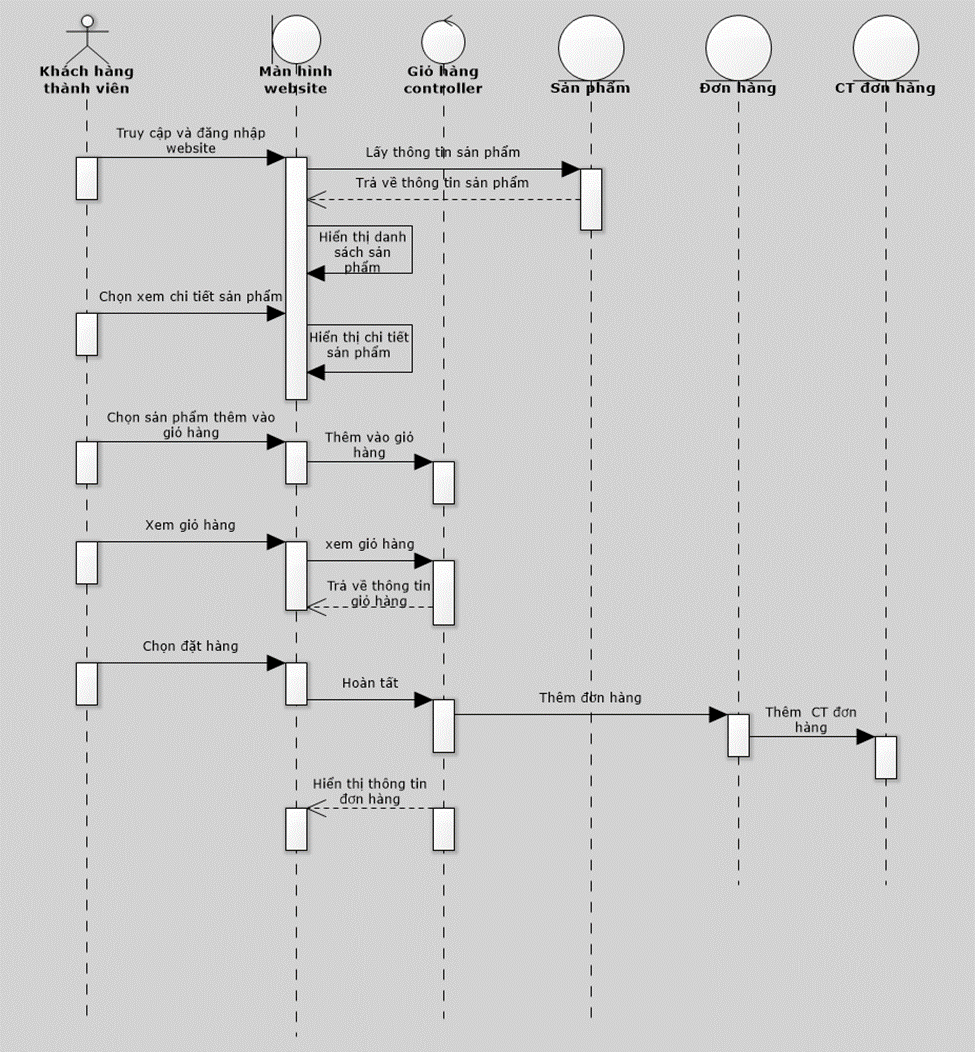 Khách hàng
thành viên
Màn hình
website
Giỏ hàng
controller
Sản phẩm
Đơn hàng
CT đơn hàng
Truy cập và đăng nhập
website
Lấy thông tin sản phẩm
Trả về thông tin sản phẩm
Hiển thị danh
sách sản
phẩm
Chọn xem chi tiết sản phẩm
Hiển thị chi tiết
sản phẩm
Chọn sản phẩm thêm vào
giỏ hàng
Thêm vào giỏ
hàng
Xem giỏ hàng
xem giỏ hàng
Trả về thông tin
giỏ hàng
Chọn đặt hàng
Hoàn tất
Thêm đơn hàng
Thêm  CT đơn
hàng
Hiển thị thông tin
đơn hàng